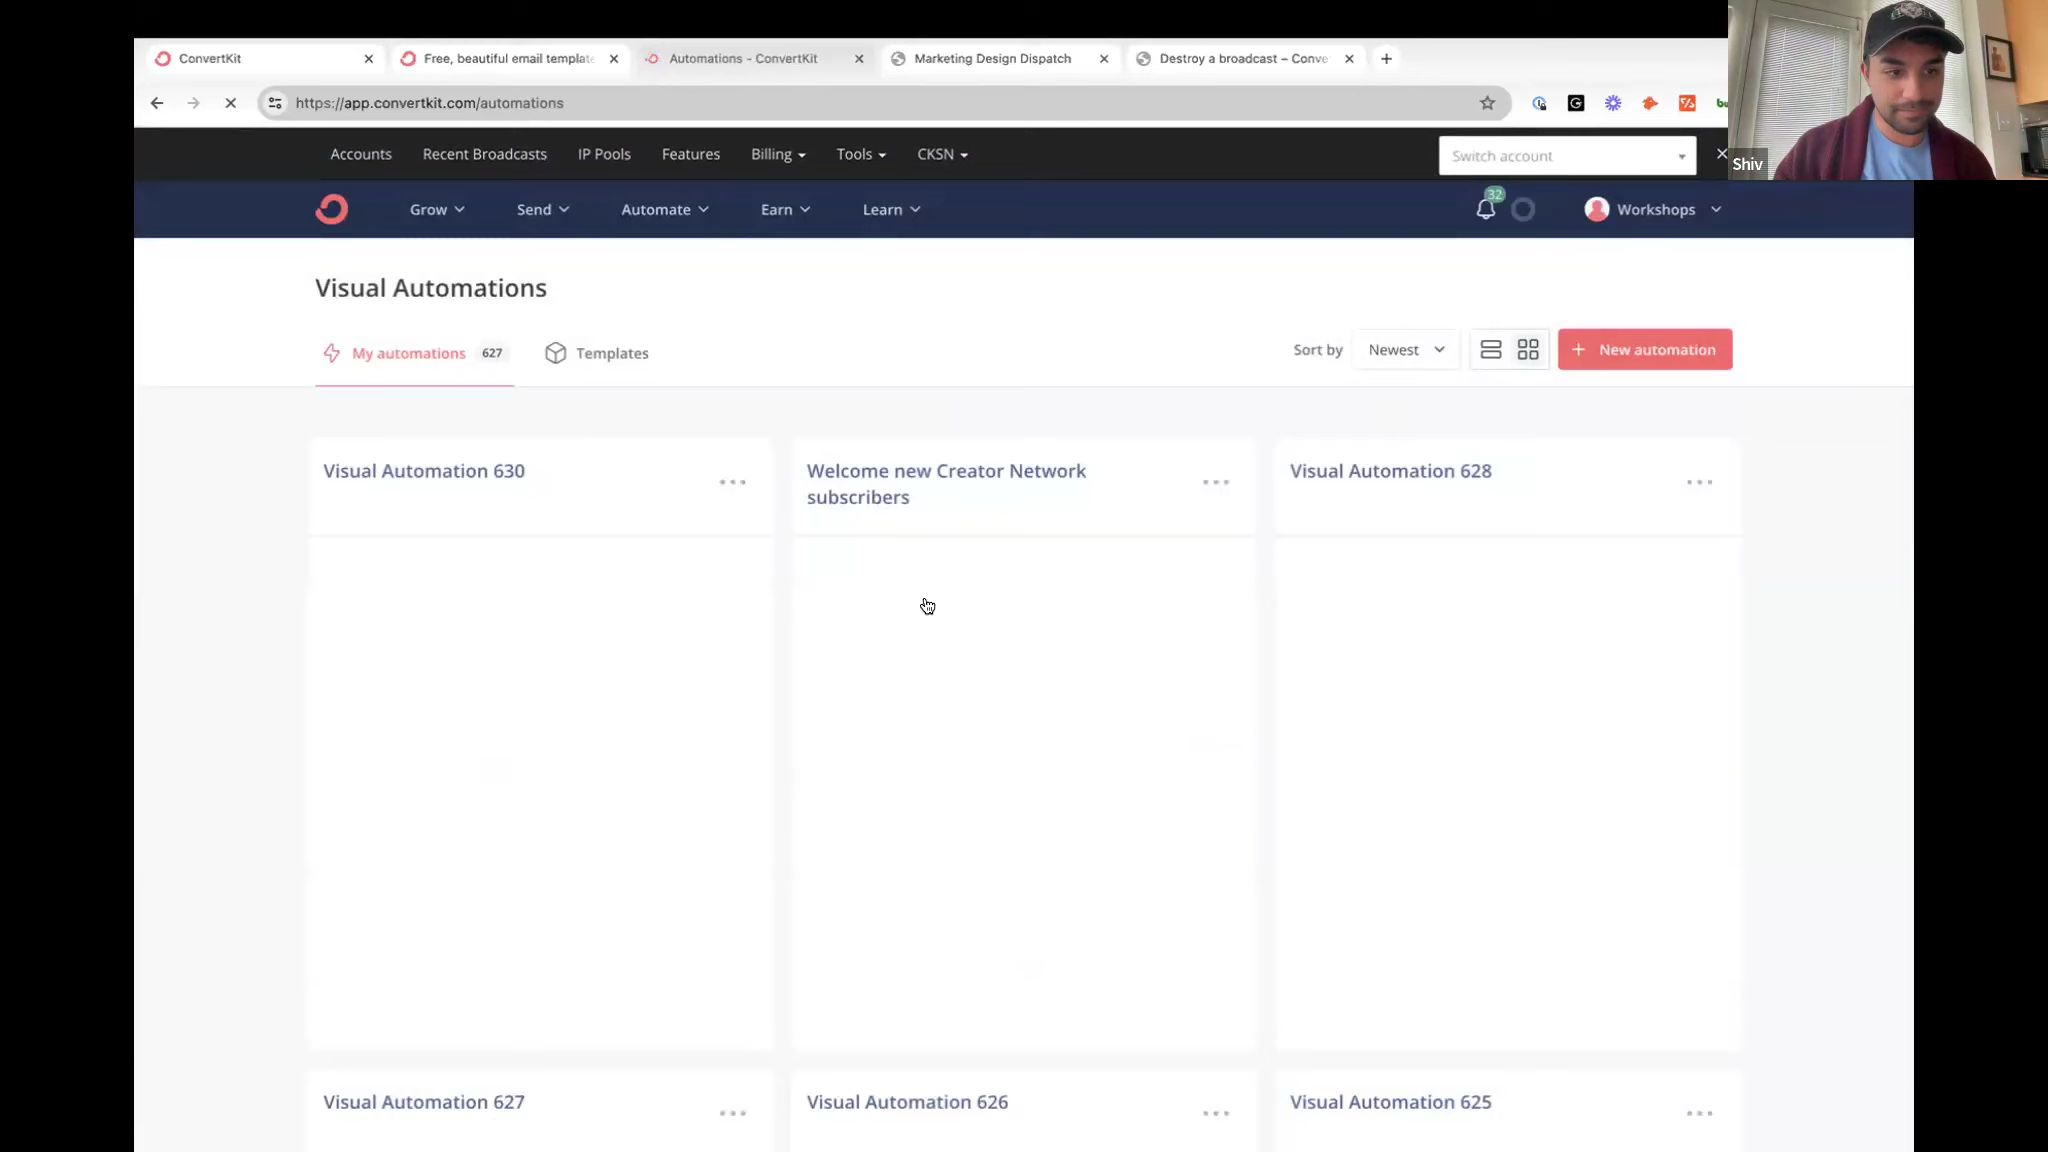 ConvertKit
Free, beautiful email templat
Automations - ConvertKit
Marketing Design Dispatch
Destroy a broadcast – Conve
https://app.convertkit.com/automations
Accounts
Recent Broadcasts
IP Pools
Features
Billing
Tools
CKSN
Switch account
Shiv
Grow
Send
Automate
Earn
Learn
32
Workshops
Visual Automations
My automations 627
Templates
Sort by
Newest
+ New automation
Visual Automation 630
Welcome new Creator Network
subscribers
Visual Automation 628
Visual Automation 627
Visual Automation 626
Visual Automation 625